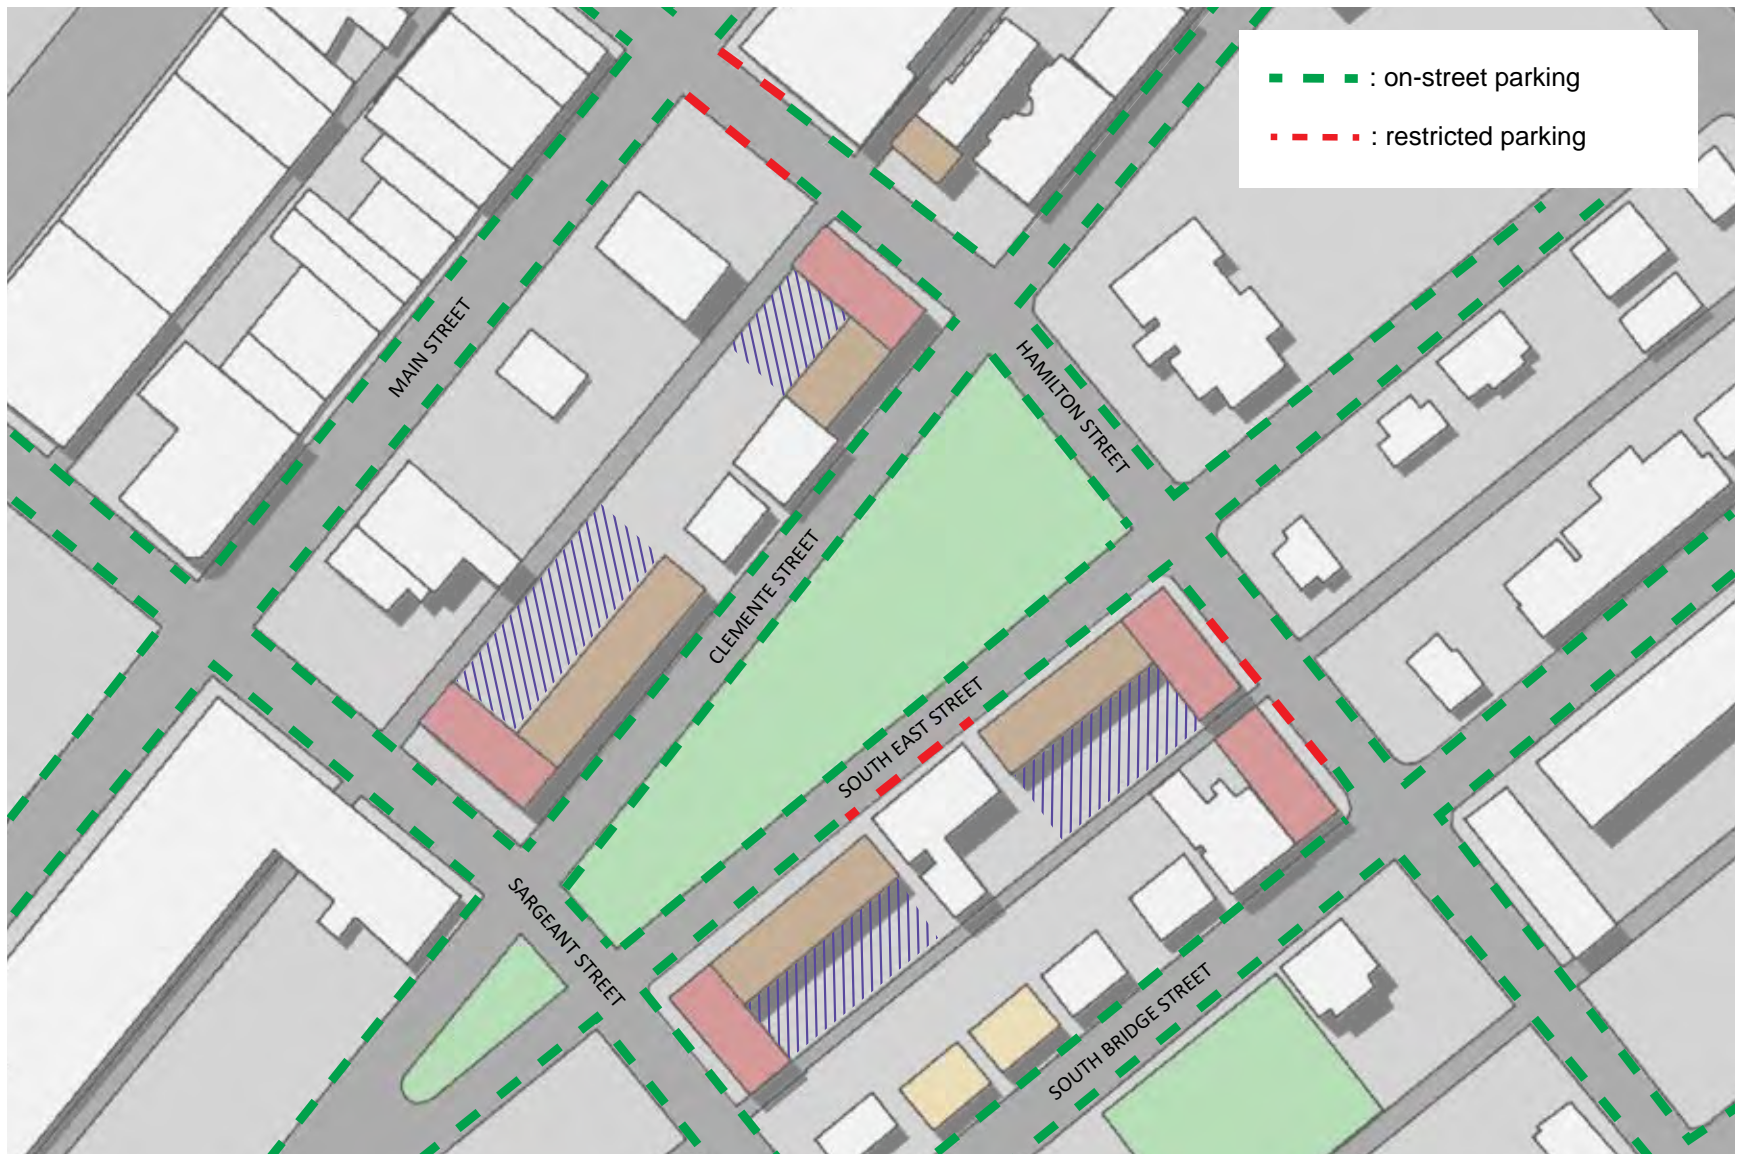 : on-street parking
: restricted parking
MAIN STREET
HAMILTON STREET
CLEMENTE STREET
SOUTH EAST STREET
SARGEANT STREET
SOUTH BRIDGE STREET